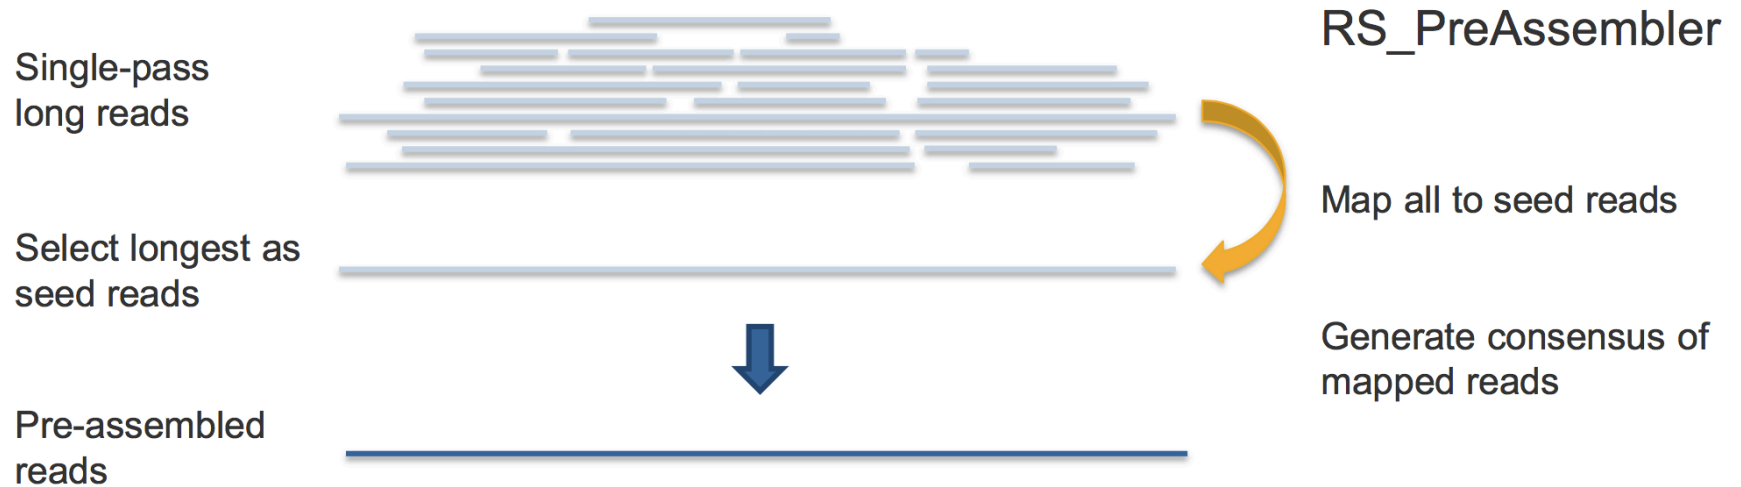 RS_PreAssembler
Single-pass
long reads
Map all to seed reads
Select longest as
seed reads
Generate consensus of
mapped reads
Pre-assembled
reads